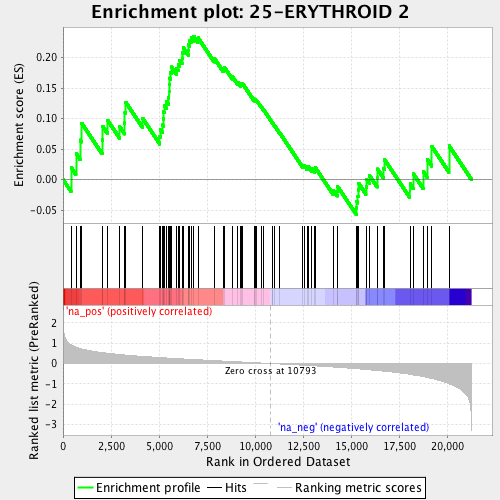 Enrichment plot: 25-ERYTHROID 2
Enrichment score (ES)
0.20
0.15
0.10
0.05
0.00
-0.05
'na_pos' (positively correlated)
Ranked list metric (PreRanked)
2
1
0
-1
-2
-3
Zero cross at 10793
'na_neg' (negatively correlated)
0
2,500
5,000
7,500
10,000
12,500
15,000
17,500
20,000
Rank in Ordered Dataset
Enrichment profile
Hits
Ranking metric scores